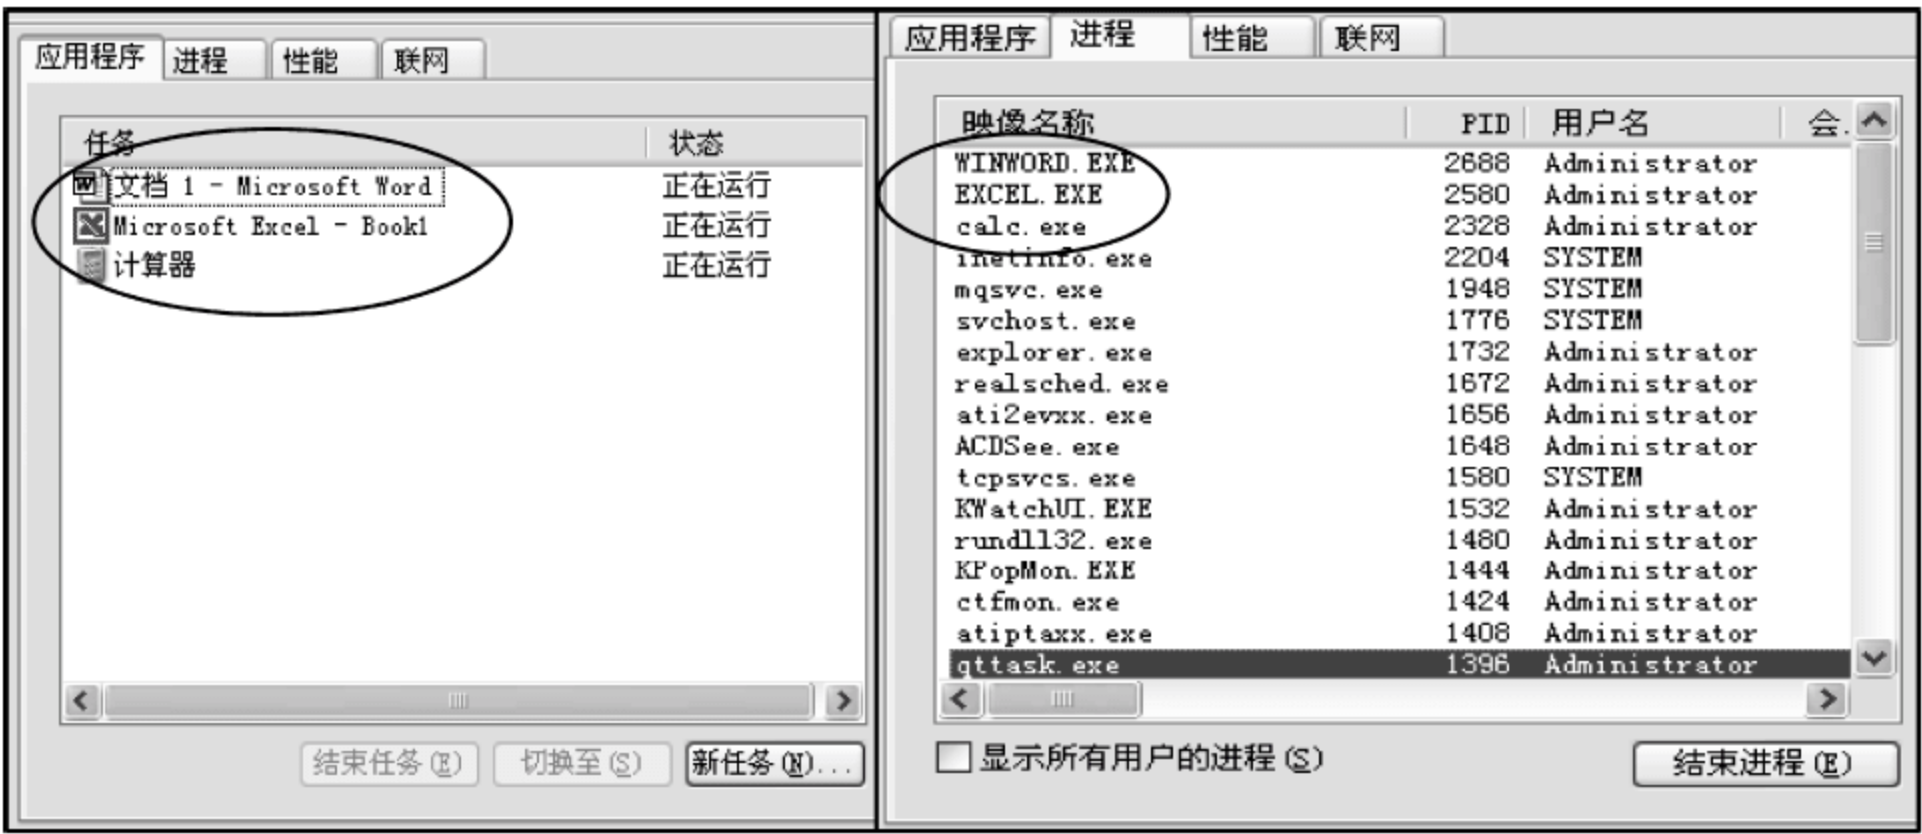 应用程序 进程 性能 联网
任务 状态
文档 1 - Microsoft Word 正在运行
Microsoft Excel - Book1 正在运行
计算器 正在运行
结束任务(E) 切换至(S) 新任务(N)...
应用程序 进程 性能 联网
映像名称 PID 用户名 会.
WINWORD.EXE 2688 Administrator
EXCEL.EXE 2580 Administrator
calc.exe 2328 Administrator
inetinfo.exe 2204 SYSTEM
mqsvc.exe 1948 SYSTEM
svchost.exe 1776 SYSTEM
explorer.exe 1732 Administrator
realsched.exe 1672 Administrator
ati2evxx.exe 1656 Administrator
ACDSee.exe 1648 Administrator
tcpsvcs.exe 1580 SYSTEM
KWatchUI.EXE 1532 Administrator
rundll32.exe 1480 Administrator
KPopMon.EXE 1444 Administrator
ctfmon.exe 1424 Administrator
atiptaxx.exe 1408 Administrator
qttask.exe 1396 Administrator
显示所有用户的进程(S) 结束进程(E)